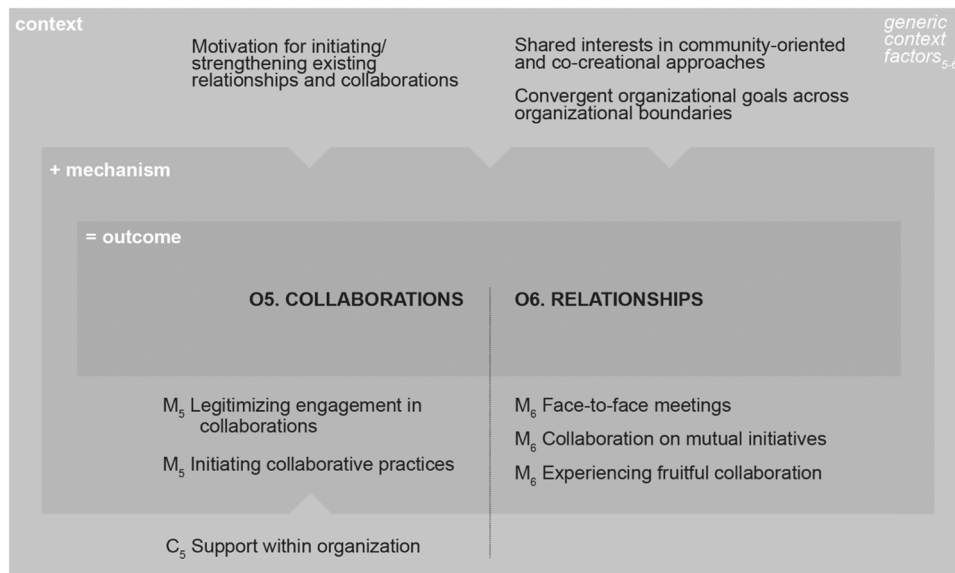 context
generic
context
factors5-6
Motivation for initiating/
strengthening existing
relationships and collaborations
Shared interests in community-oriented
and co-creational approaches
Convergent organizational goals across
organizational boundaries
+ mechanism
= outcome
O5. COLLABORATIONS
O6. RELATIONSHIPS
M5 Legitimizing engagement in
collaborations
M5 Initiating collaborative practices
M6 Face-to-face meetings
M6 Collaboration on mutual initiatives
M6 Experiencing fruitful collaboration
C5 Support within organization